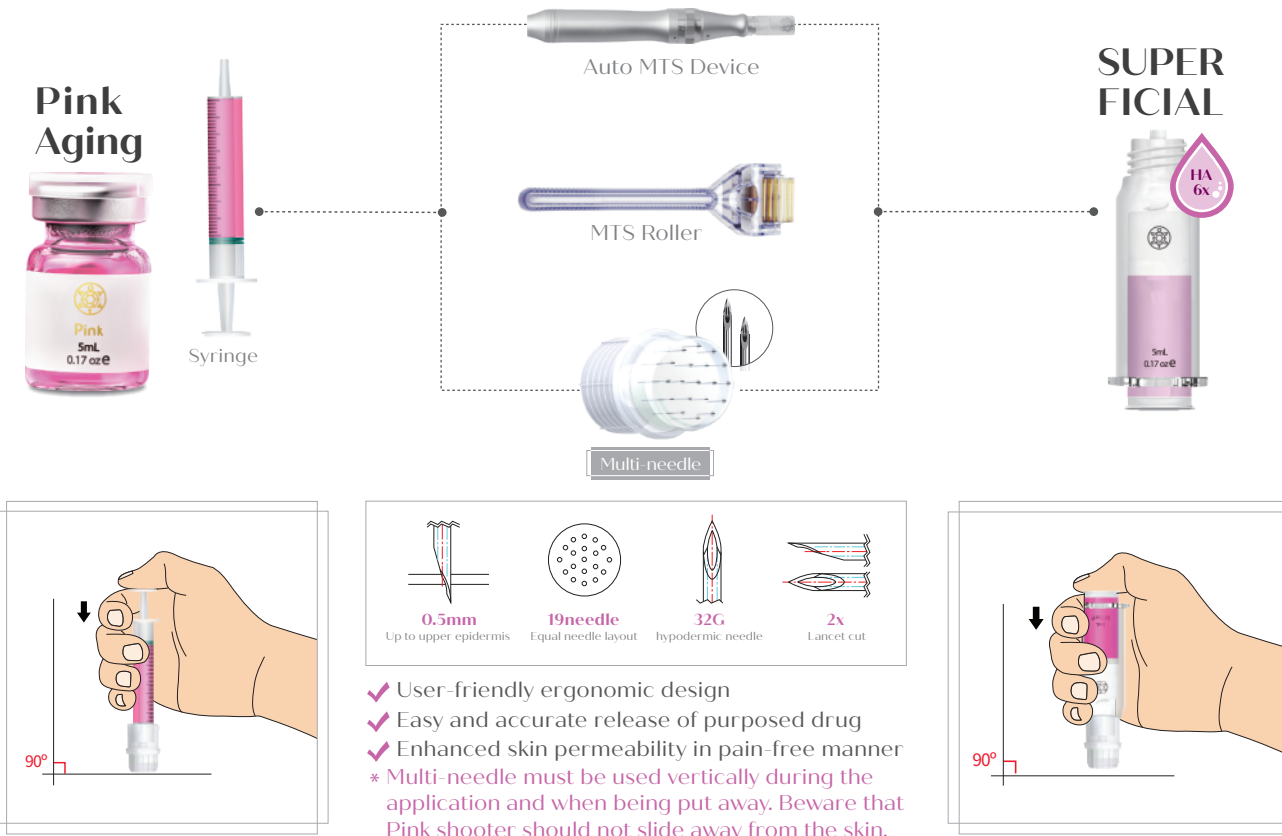 Pink
Aging
Pink
5mL
0.17 oz e
Syringe
Auto MTS Device
MTS Roller
Multi-needle
SUPER
FICIAL
HA
6x
5mL
0.17 oz e
90°
0.5mm
Up to upper epidermis
19needle
Equal needle layout
32G
hypodermic needle
2x
Lancet cut
User-friendly ergonomic design
Easy and accurate release of purposed drug
Enhanced skin permeability in pain-free manner
* Multi-needle must be used vertically during the
application and when being put away. Beware that
Pink shooter should not slide away from the skin.
90°